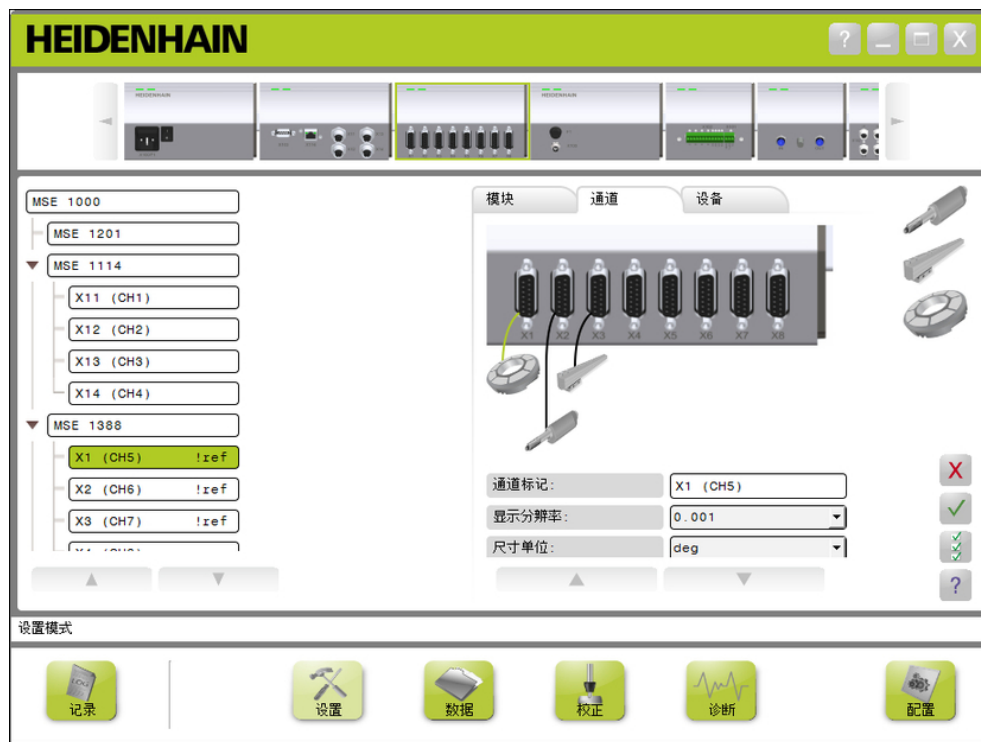 HEIDENHAIN
?
X
HEIDENHAIN
HEIDENHAIN
MSE 1000
MSE 1201
MSE 1114
X11 (CH1)
X12 (CH2)
X13 (CH3)
X14 (CH4)
MSE 1388
X1 (CH5) !ref
X2 (CH6) !ref
X3 (CH7) !ref
模块
通道
设备
X1 X2 X3 X4 X5 X6 X7 X8
通道标记: X1 (CH5)
显示分辨率: 0.001
尺寸单位: deg
?
设置模式
LOG
记录
设置
数据
校正
诊断
配置